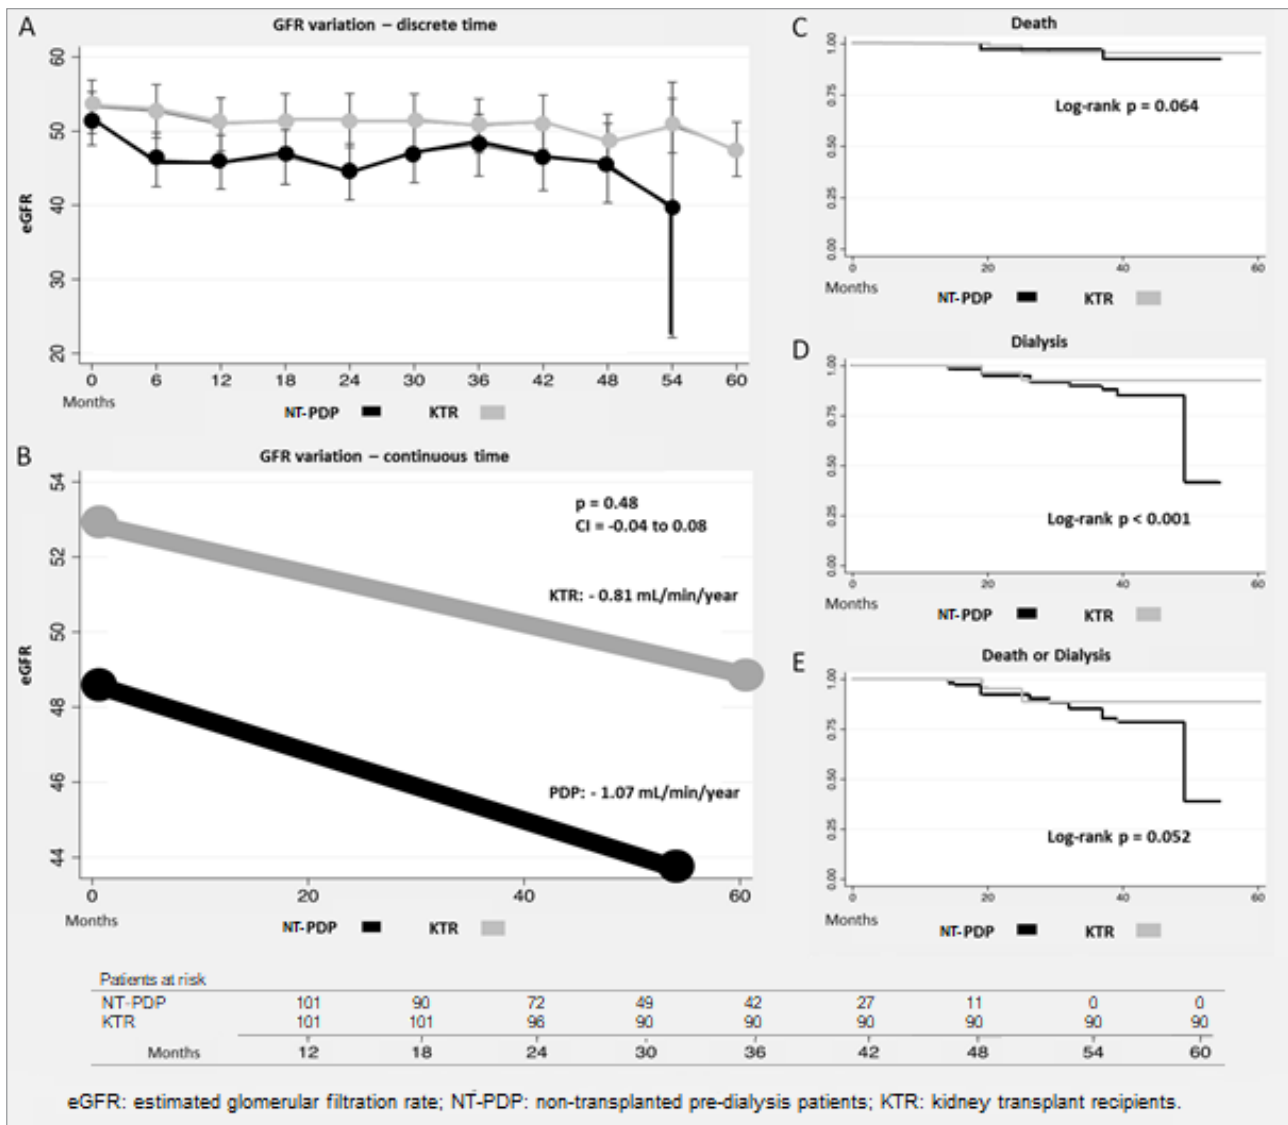 A
GFR variation – discrete time
60
50
40
30
20
eGFR
0 6 12 18 24 30 36 42 48 54 60
Months
NT-PDP KTR
B
GFR variation – continuous time
54
52
50
48
46
44
eGFR
p = 0.48
CI = -0.04 to 0.08
KTR: - 0.81 mL/min/year
PDP: - 1.07 mL/min/year
0 20 40 60
Months
NT-PDP KTR
C
Death
1.00
0.75
0.50
0.25
0.00
Log-rank p = 0.064
0 20 40 60
Months
NT-PDP KTR
D
Dialysis
1.00
0.75
0.50
0.25
0.00
Log-rank p < 0.001
0 20 40 60
Months
NT-PDP KTR
E
Death or Dialysis
1.00
0.75
0.50
0.25
0.00
Log-rank p = 0.052
0 20 40 60
Months
NT-PDP KTR
Patients at risk
NT-PDP 101 90 72 49 42 27 11 0 0
KTR 101 101 96 90 90 90 90 90 90
Months 12 18 24 30 36 42 48 54 60
eGFR: estimated glomerular filtration rate; NT-PDP: non-transplanted pre-dialysis patients; KTR: kidney transplant recipients.